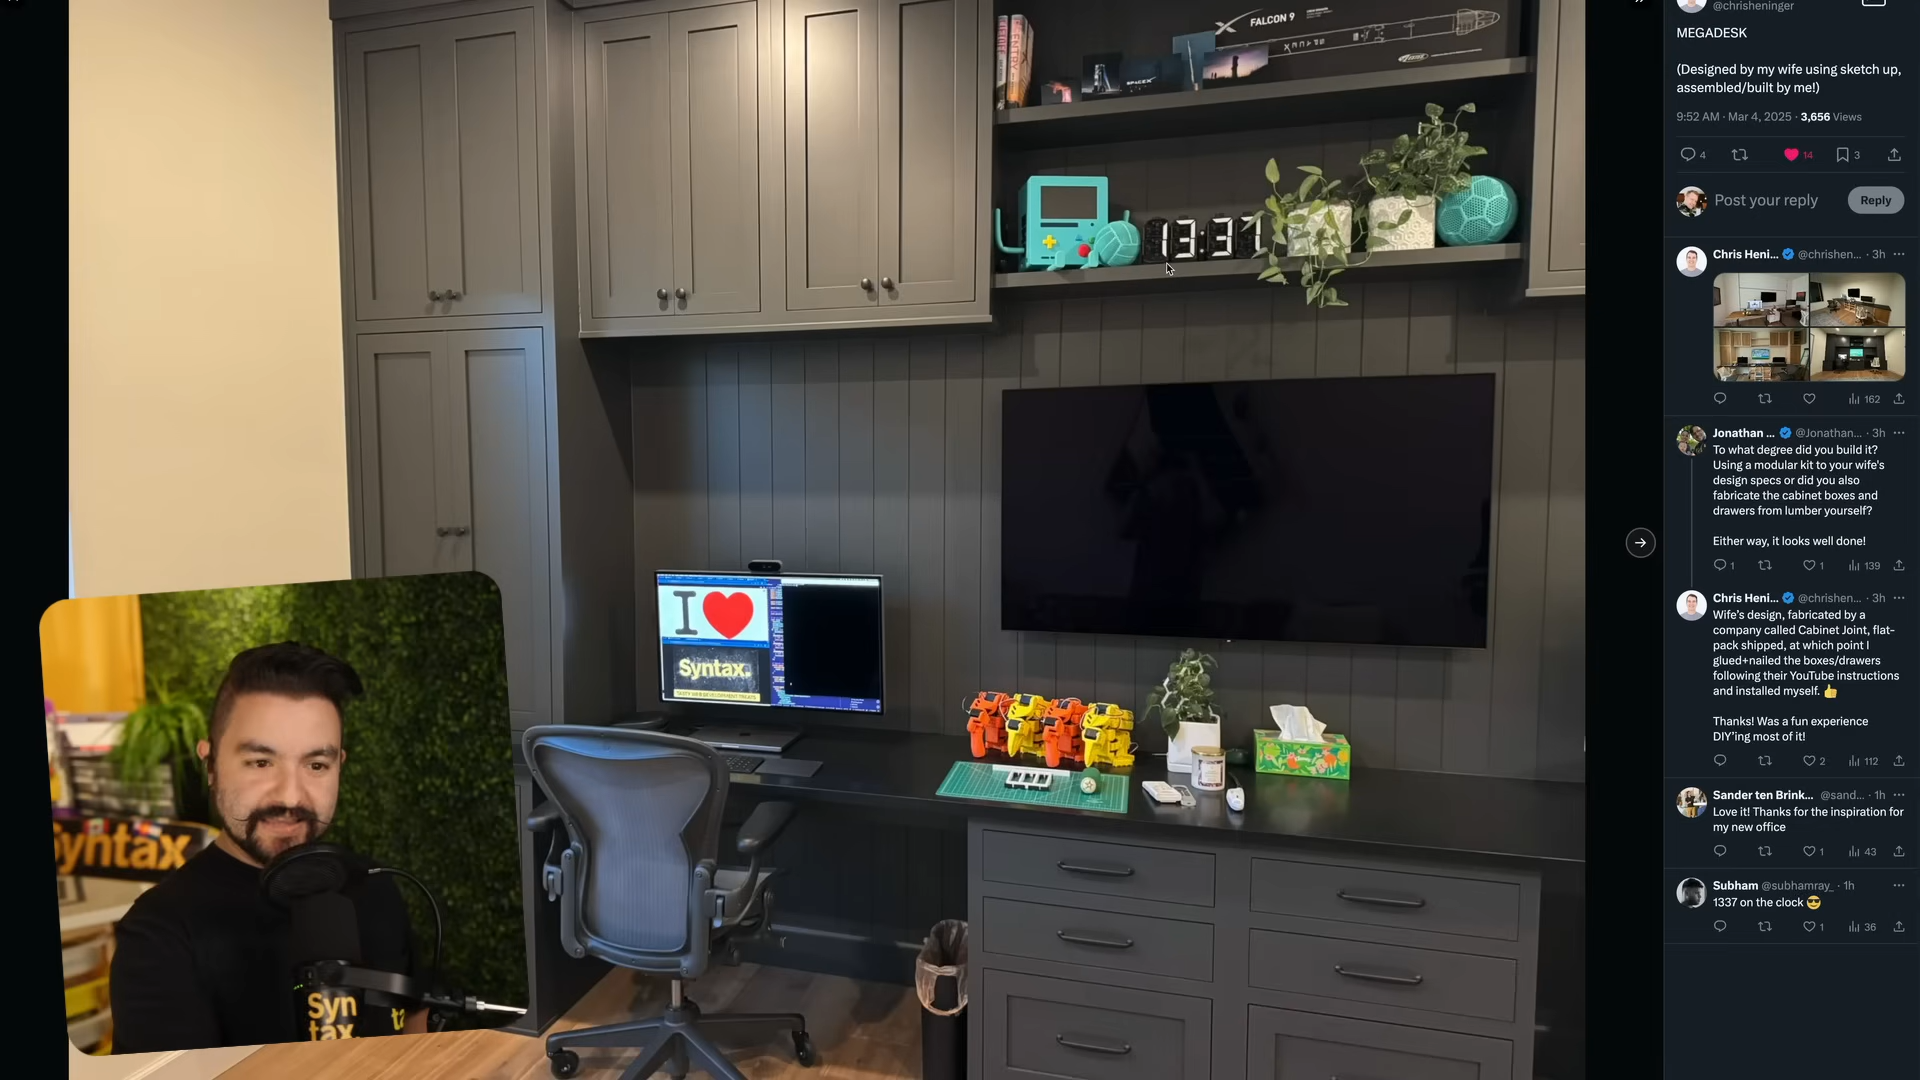 @chrisheninger
MEGADESK
(Designed by my wife using sketch up,
assembled/built by me!)
9:52 AM · Mar 4, 2025 · 3,656 Views
4
14
3
Post your reply
Reply
Chris Heni... @chrishen... · 3h
162
Jonathan ... @Jonathan... · 3h
To what degree did you build it?
Using a modular kit to your wife's
design specs or did you also
fabricate the cabinet boxes and
drawers from lumber yourself?
Either way, it looks well done!
1
1
139
Chris Heni... @chrishen... · 3h
Wife's design, fabricated by a
company called Cabinet Joint, flat-
pack shipped, at which point I
glued+nailed the boxes/drawers
following their YouTube instructions
and installed myself. 👍
Thanks! Was a fun experience
DIY'ing most of it!
2
112
Sander ten Brink... @sand... · 1h
Love it! Thanks for the inspiration for
my new office
1
43
Subham @subhamray_ · 1h
1337 on the clock 😎
1
36
X FALCON 9
SPACEX
ENTRY
13:37
I ❤
Syntax.
TASTY WEB DEVELOPMENT TREATS
Syntax
Syn
tax.